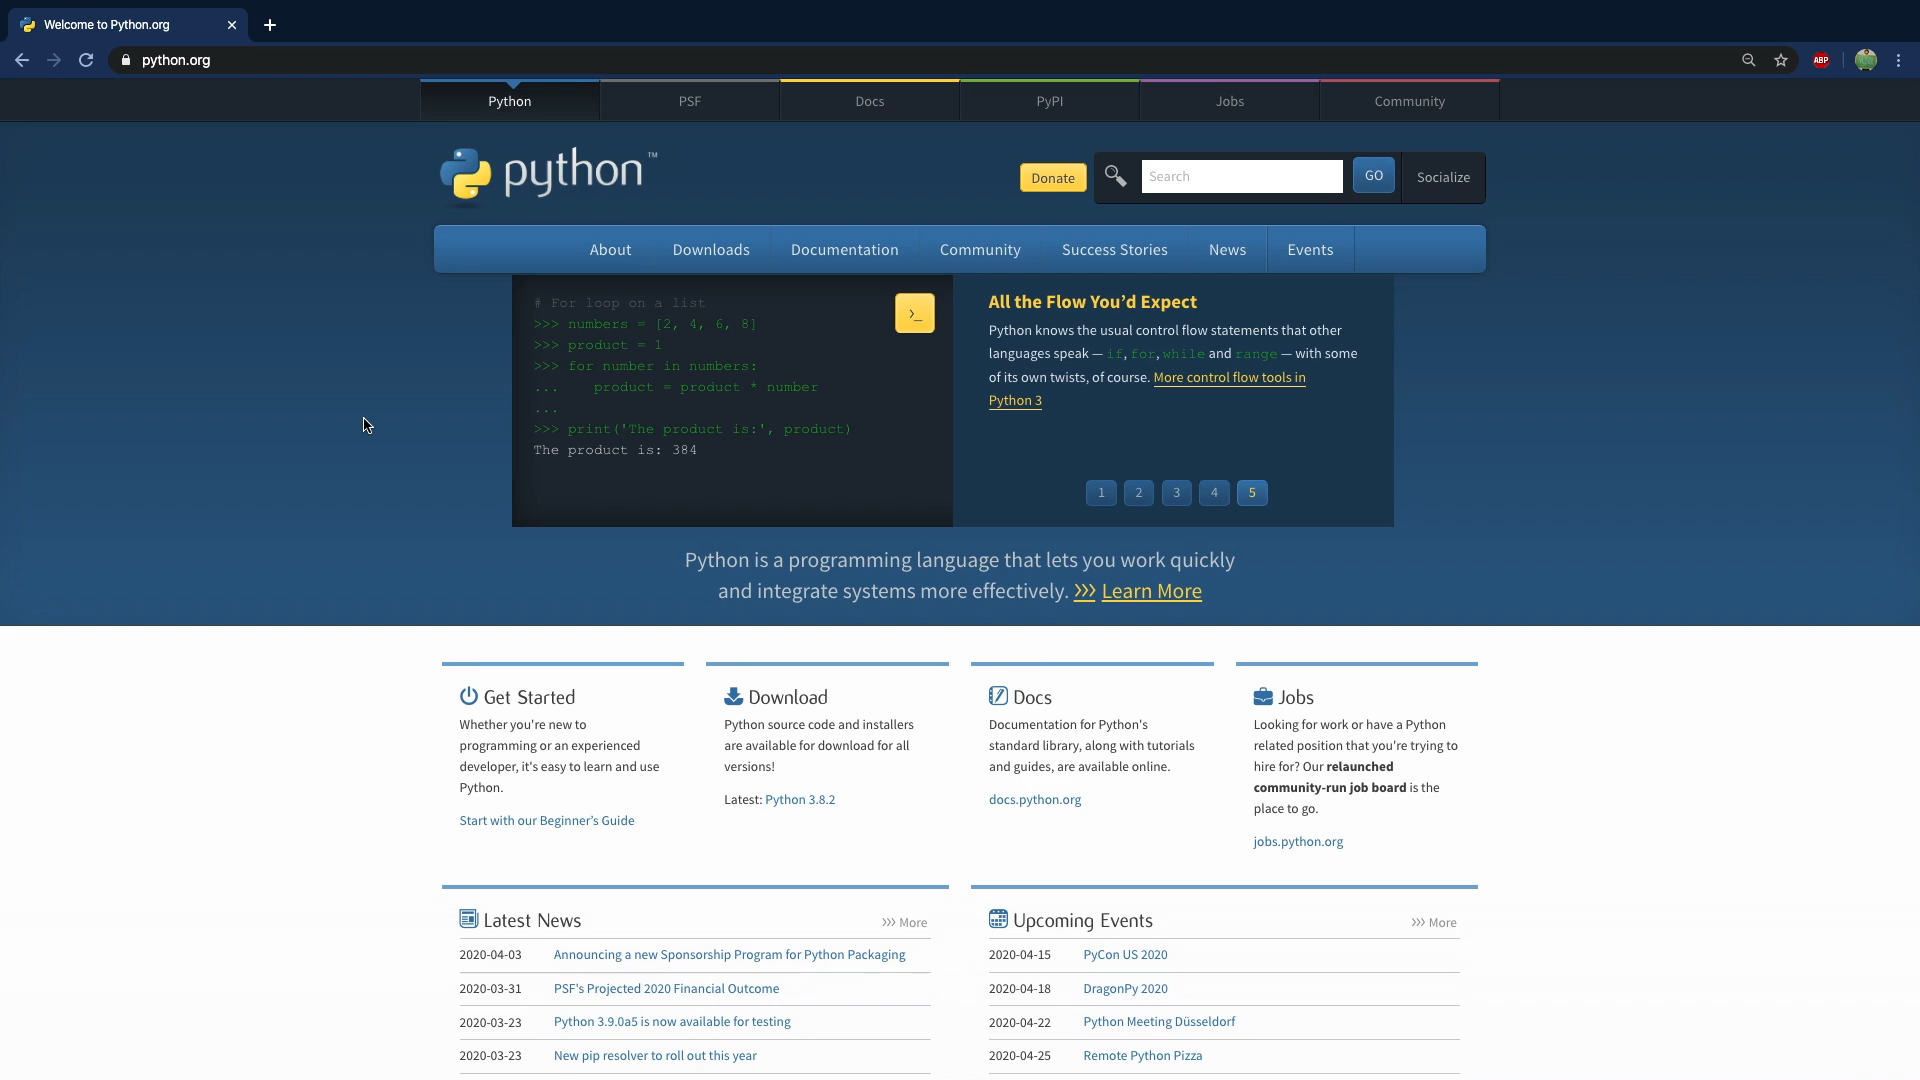 Welcome to Python.org
python.org
ABP
Python PSF Docs PyPI Jobs Community
python™
Donate Search GO Socialize
About Downloads Documentation Community Success Stories News Events
# For loop on a list
>>> numbers = [2, 4, 6, 8]
>>> product = 1
>>> for number in numbers:
...    product = product * number
...
>>> print('The product is:', product)
The product is: 384
>_
All the Flow You’d Expect
Python knows the usual control flow statements that other
languages speak — if, for, while and range — with some
of its own twists, of course. More control flow tools in
Python 3
1 2 3 4 5
Python is a programming language that lets you work quickly
and integrate systems more effectively. >>> Learn More
Get Started
Whether you're new to
programming or an experienced
developer, it's easy to learn and use
Python.
Start with our Beginner’s Guide
Download
Python source code and installers
are available for download for all
versions!
Latest: Python 3.8.2
Docs
Documentation for Python's
standard library, along with tutorials
and guides, are available online.
docs.python.org
Jobs
Looking for work or have a Python
related position that you're trying to
hire for? Our relaunched
community-run job board is the
place to go.
jobs.python.org
Latest News >>> More
2020-04-03 Announcing a new Sponsorship Program for Python Packaging
2020-03-31 PSF's Projected 2020 Financial Outcome
2020-03-23 Python 3.9.0a5 is now available for testing
2020-03-23 New pip resolver to roll out this year
Upcoming Events >>> More
2020-04-15 PyCon US 2020
2020-04-18 DragonPy 2020
2020-04-22 Python Meeting Düsseldorf
2020-04-25 Remote Python Pizza